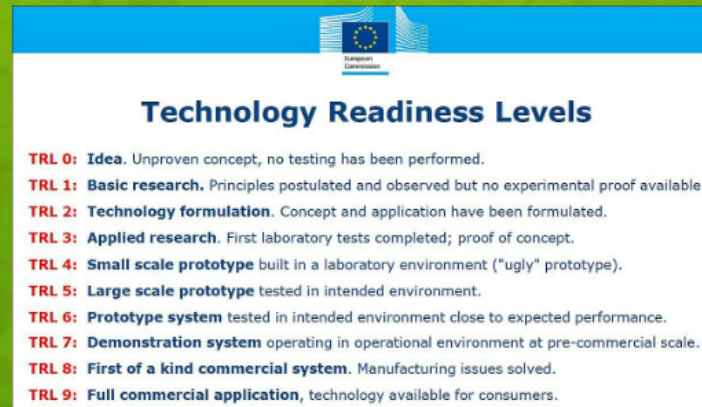 European
Commission
Technology Readiness Levels
TRL 0: Idea. Unproven concept, no testing has been performed.
TRL 1: Basic research. Principles postulated and observed but no experimental proof available
TRL 2: Technology formulation. Concept and application have been formulated.
TRL 3: Applied research. First laboratory tests completed; proof of concept.
TRL 4: Small scale prototype built in a laboratory environment ("ugly" prototype).
TRL 5: Large scale prototype tested in intended environment.
TRL 6: Prototype system tested in intended environment close to expected performance.
TRL 7: Demonstration system operating in operational environment at pre-commercial scale.
TRL 8: First of a kind commercial system. Manufacturing issues solved.
TRL 9: Full commercial application, technology available for consumers.